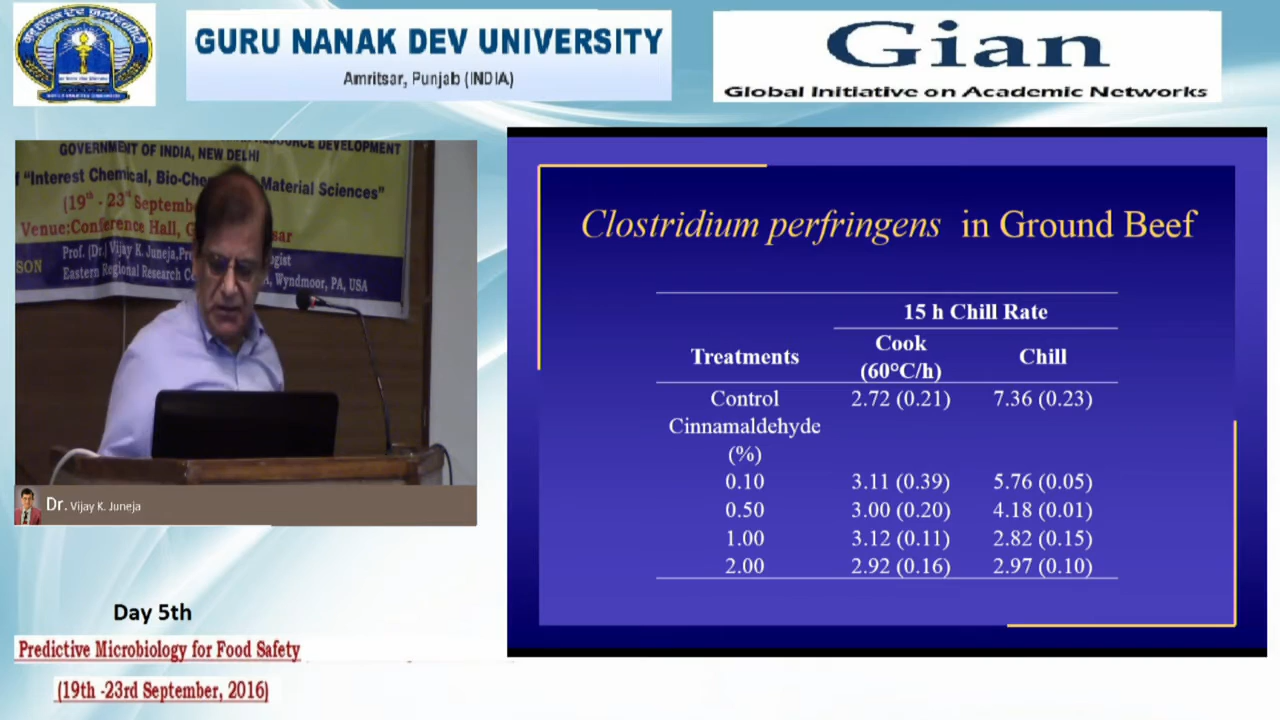 GURU NANAK DEV UNIVERSITY
Amritsar, Punjab (INDIA)
Gian
Global Initiative on Academic Networks
RESOURCE DEVELOPMENT
GOVERNMENT OF INDIA, NEW DELHI
"Interest Chemical, Bio-Che Material Sciences"
(19th - 23rd Septemb
Venue:Conference Hall, G sar
SON
Prof. (Dr.) Vijay K. Juneja, ogist
Eastern Regional Research Wyndmoor, PA, USA
Dr. Vijay K. Juneja
Day 5th
Predictive Microbiology for Food Safety
(19th -23rd September, 2016)
Clostridium perfringens in Ground Beef
15 h Chill Rate
Treatments Cook (60°C/h) Chill
Control 2.72 (0.21) 7.36 (0.23)
Cinnamaldehyde
(%)
0.10 3.11 (0.39) 5.76 (0.05)
0.50 3.00 (0.20) 4.18 (0.01)
1.00 3.12 (0.11) 2.82 (0.15)
2.00 2.92 (0.16) 2.97 (0.10)